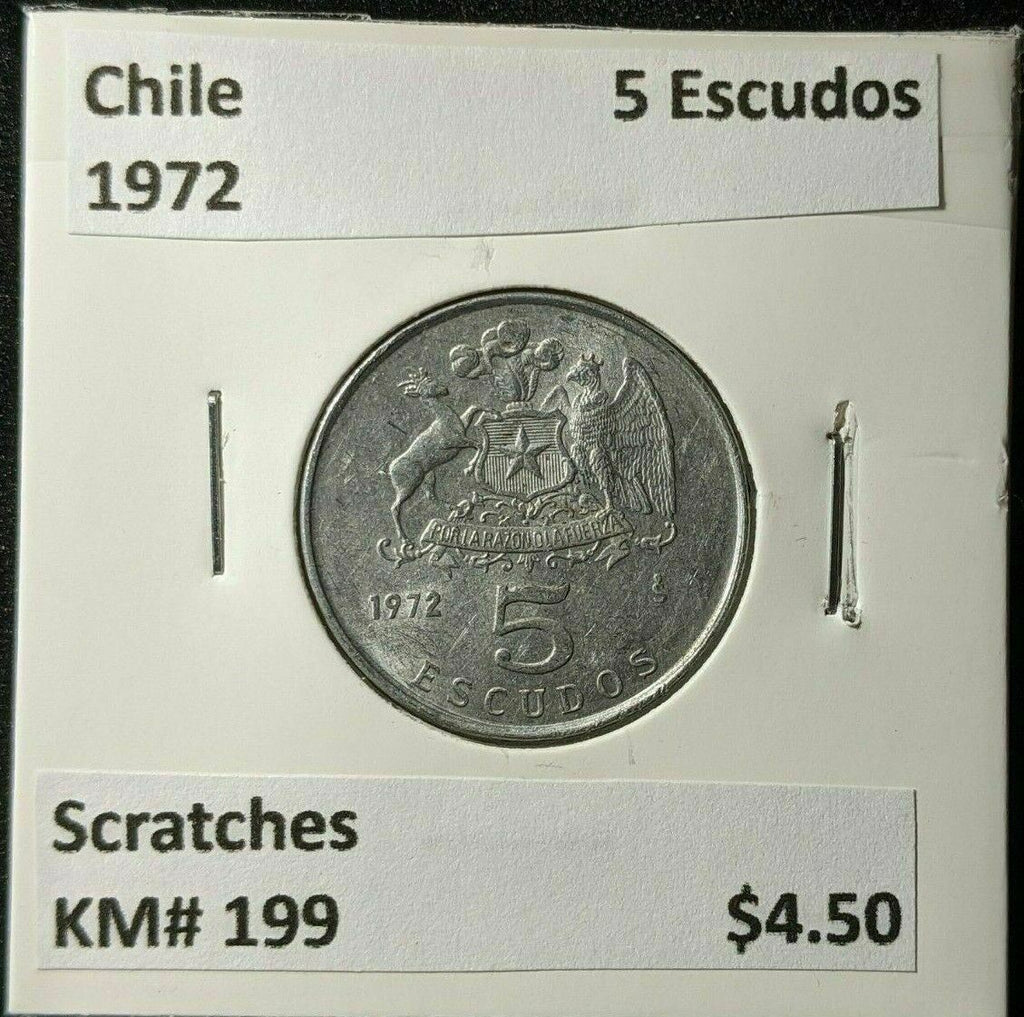 Chile 5 Escudos
1972
POR LA RAZON O LA FUERZA
1972
5
ESCUDOS
Scratches
KM# 199 $4.50